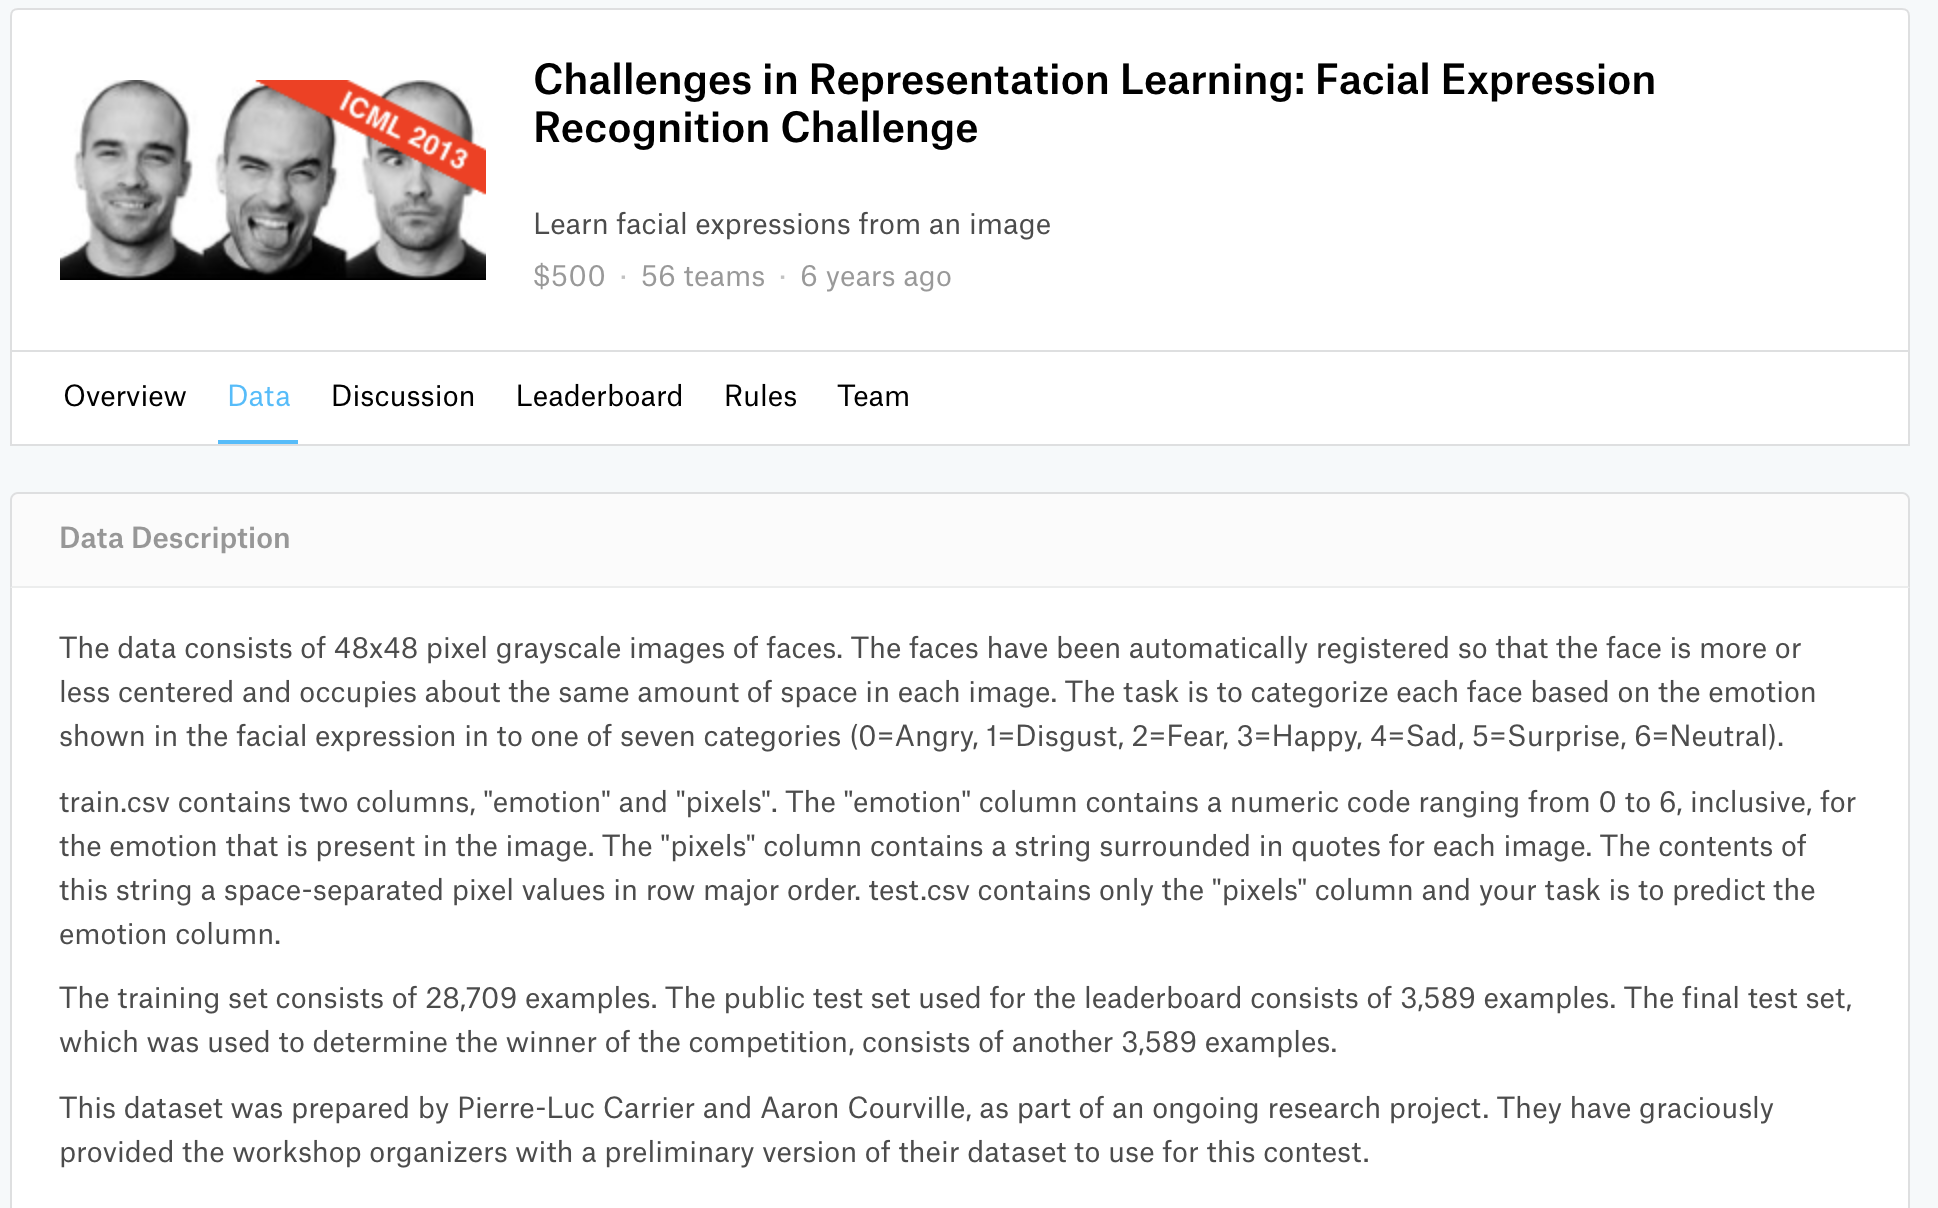 ICML 2013
Challenges in Representation Learning: Facial Expression
Recognition Challenge
Learn facial expressions from an image
$500 · 56 teams · 6 years ago
Overview Data Discussion Leaderboard Rules Team
Data Description
The data consists of 48x48 pixel grayscale images of faces. The faces have been automatically registered so that the face is more or
less centered and occupies about the same amount of space in each image. The task is to categorize each face based on the emotion
shown in the facial expression in to one of seven categories (0=Angry, 1=Disgust, 2=Fear, 3=Happy, 4=Sad, 5=Surprise, 6=Neutral).
train.csv contains two columns, "emotion" and "pixels". The "emotion" column contains a numeric code ranging from 0 to 6, inclusive, for
the emotion that is present in the image. The "pixels" column contains a string surrounded in quotes for each image. The contents of
this string a space-separated pixel values in row major order. test.csv contains only the "pixels" column and your task is to predict the
emotion column.
The training set consists of 28,709 examples. The public test set used for the leaderboard consists of 3,589 examples. The final test set,
which was used to determine the winner of the competition, consists of another 3,589 examples.
This dataset was prepared by Pierre-Luc Carrier and Aaron Courville, as part of an ongoing research project. They have graciously
provided the workshop organizers with a preliminary version of their dataset to use for this contest.